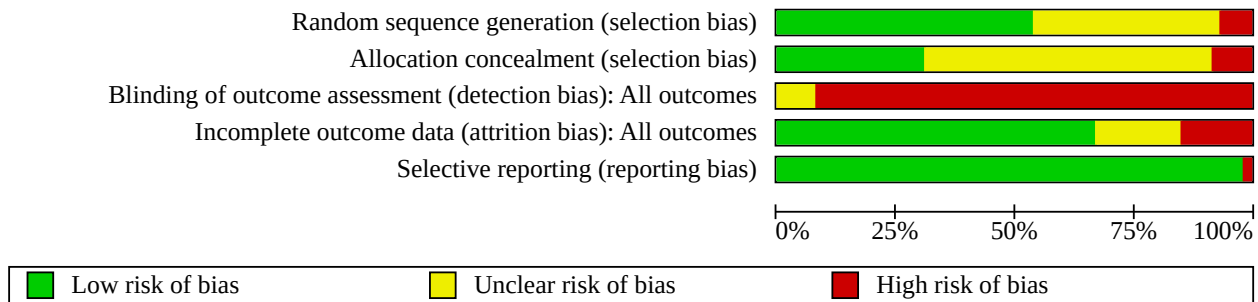 Random sequence generation (selection bias)
Allocation concealment (selection bias)
Blinding of outcome assessment (detection bias): All outcomes
Incomplete outcome data (attrition bias): All outcomes
Selective reporting (reporting bias)
0% 25% 50% 75% 100%
Low risk of bias Unclear risk of bias High risk of bias